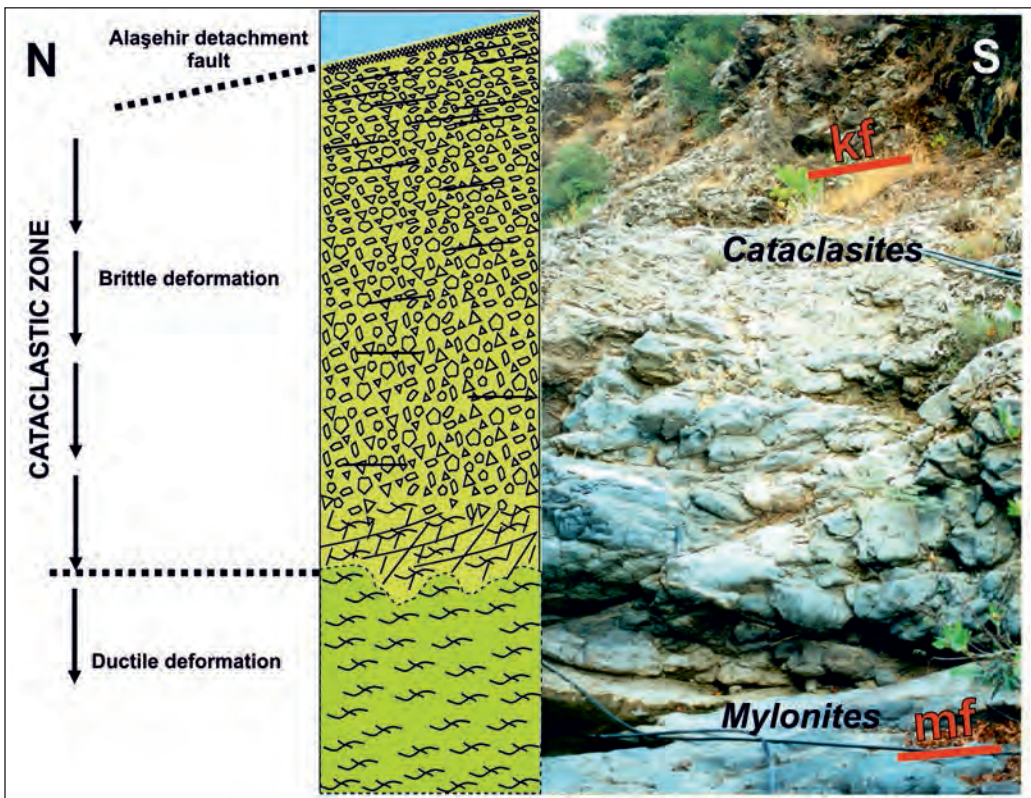 N
Alaşehir detachment
fault
S
kf
CATACLASTIC ZONE
Brittle deformation
Cataclasites
Ductile deformation
Mylonites
mf